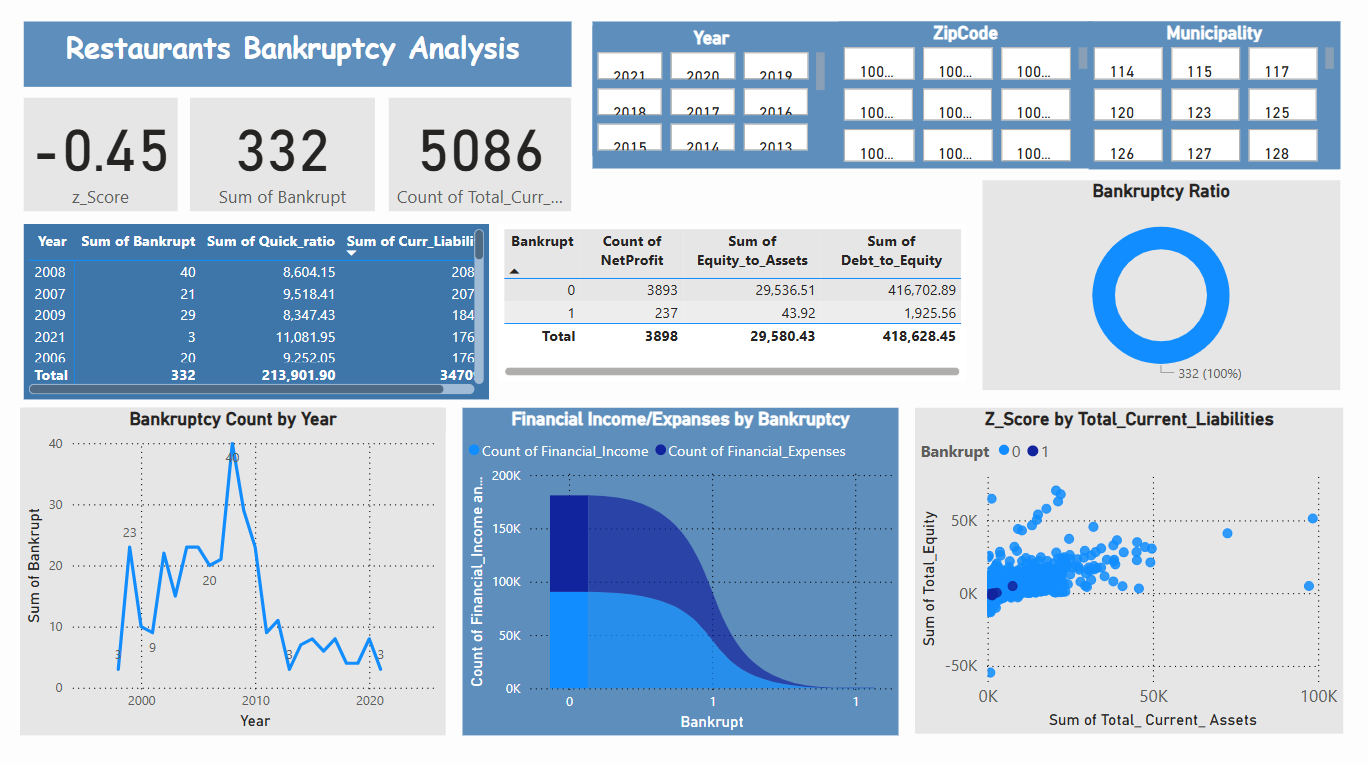 Restaurants Bankruptcy Analysis
Year
2021 2020 2019
2018 2017 2016
2015 2014 2013
ZipCode
100... 100... 100...
100... 100... 100...
100... 100... 100...
Municipality
114 115 117
120 123 125
126 127 128
-0.45
z_Score
332
Sum of Bankrupt
5086
Count of Total_Curr_...
Year Sum of Bankrupt Sum of Quick_ratio Sum of Curr_Liabili
2008 40 8,604.15 208
2007 21 9,518.41 207
2009 29 8,347.43 184
2021 3 11,081.95 176
2006 20 9,252.05 176
Total 332 213,901.90 3470
Bankrupt Count of NetProfit Sum of Equity_to_Assets Sum of Debt_to_Equity
0 3893 29,536.51 416,702.89
1 237 43.92 1,925.56
Total 3898 29,580.43 418,628.45
Bankruptcy Ratio
332 (100%)
Bankruptcy Count by Year
Sum of Bankrupt
40
30
20
10
0
3
23
9
20
40
3
3
2000 2010 2020
Year
Financial Income/Expanses by Bankruptcy
Count of Financial_Income Count of Financial_Expenses
Count of Financial_Income an...
200K
150K
100K
50K
0K
0 1 1
Bankrupt
Z_Score by Total_Current_Liabilities
Bankrupt 0 1
Sum of Total_Equity
50K
0K
-50K
0K 50K 100K
Sum of Total_ Current_ Assets